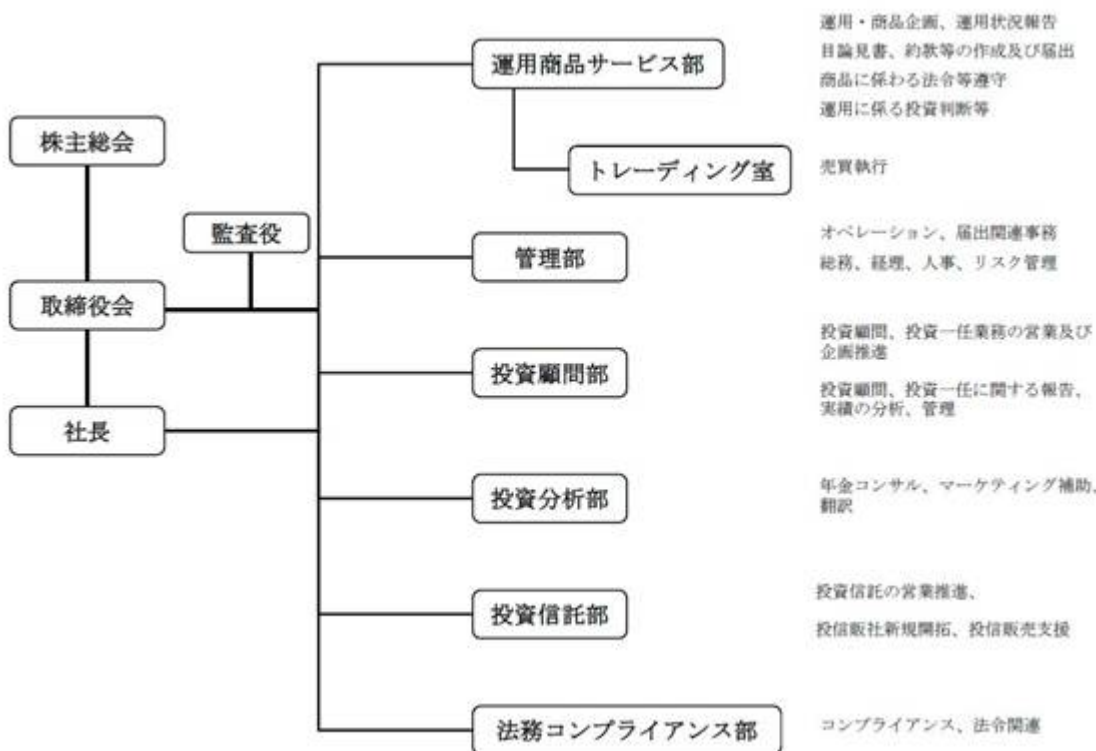 運用商品サービス部
運用・商品企画、運用状況報告
目論見書、約款等の作成及び届出
商品に係わる法令等遵守
運用に係る投資判断等
トレーディング室
売買執行
株主総会
監査役
取締役会
社長
管理部
オペレーション、届出関連事務
総務、経理、人事、リスク管理
投資顧問部
投資顧問、投資一任業務の営業及び
企画推進
投資顧問、投資一任に関する報告、
実績の分析、管理
投資分析部
年金コンサル、マーケティング補助、
翻訳
投資信託部
投資信託の営業推進、
投信販社新規開拓、投信販売支援
法務コンプライアンス部
コンプライアンス、法令関連